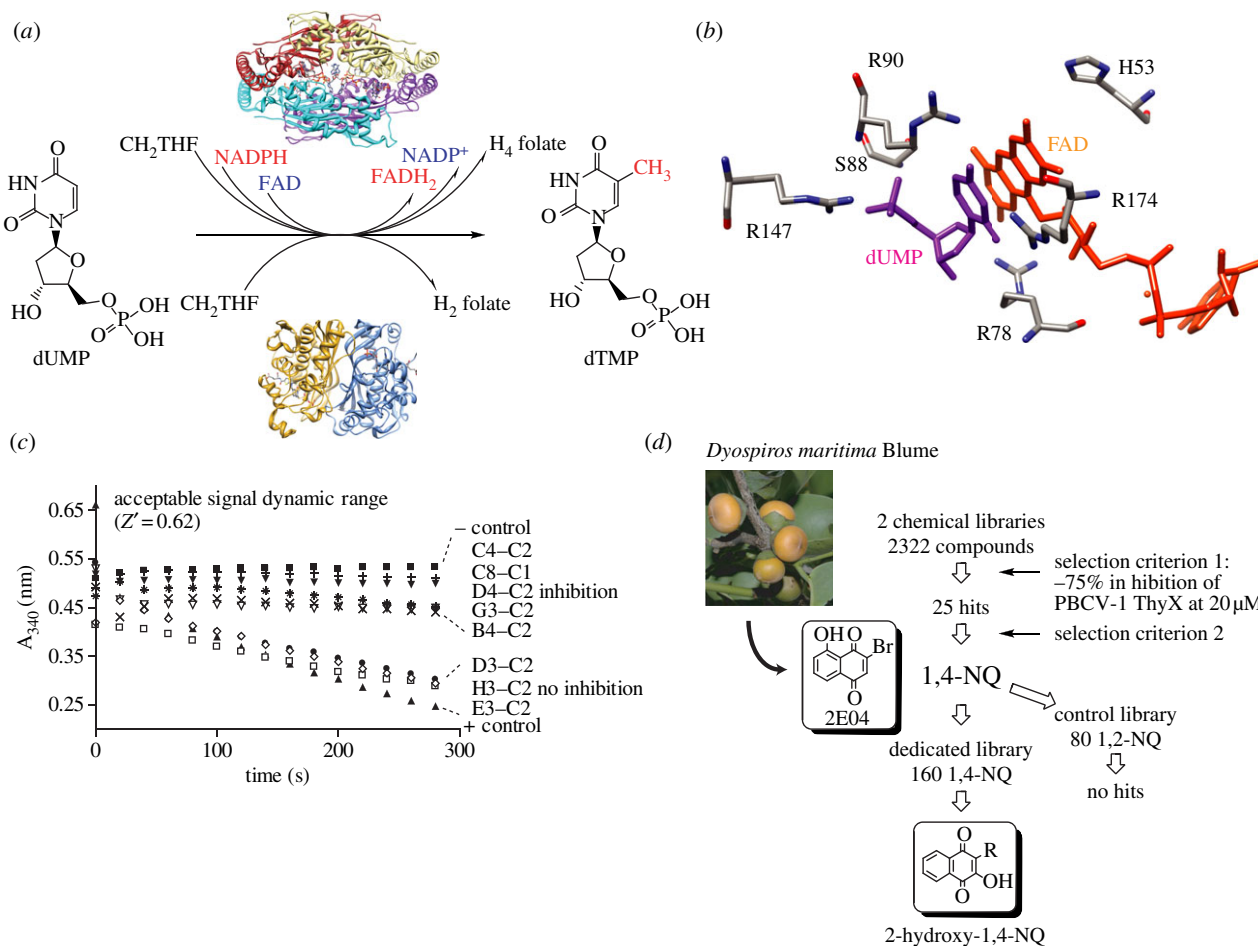 (a)
CH2THF
NADPH
FAD
NADP+
FADH2
H4 folate
O
HN
O
N
O
HO
O
P
O
OH
OH
dUMP
CH2THF
H2 folate
O
CH3
HN
O
N
O
HO
O
P
O
OH
OH
dTMP
(b)
R90
H53
S88
FAD
R174
R147
dUMP
R78
(c)
acceptable signal dynamic range
(Z′ = 0.62)
A340 (nm)
0.65
0.55
0.45
0.35
0.25
0
100
200
300
time (s)
– control
C4–C2
C8–C1
D4–C2 inhibition
G3–C2
B4–C2
D3–C2
H3–C2 no inhibition
E3–C2
+ control
(d)
Dyospiros maritima Blume
2 chemical libraries
2322 compounds
selection criterion 1:
–75% in hibition of
PBCV-1 ThyX at 20 µM
25 hits
selection criterion 2
OH O
Br
O
2E04
1,4-NQ
control library
80 1,2-NQ
no hits
dedicated library
160 1,4-NQ
O
R
OH
O
2-hydroxy-1,4-NQ